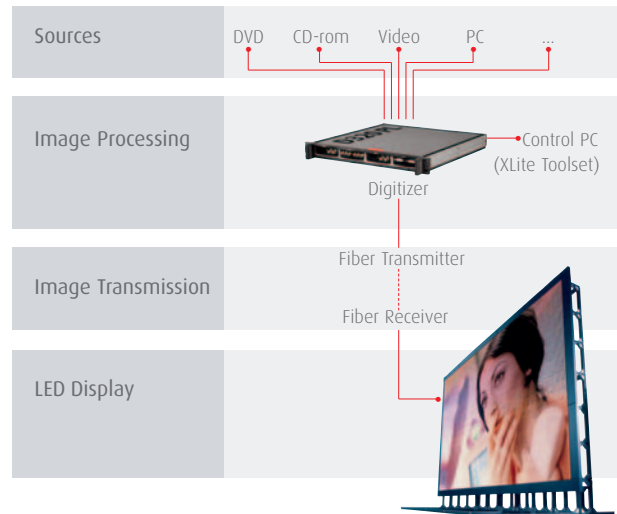 Sources
DVD CD-rom Video PC ...
Image Processing
Control PC
(XLite Toolset)
Digitizer
Fiber Transmitter
Image Transmission
Fiber Receiver
LED Display